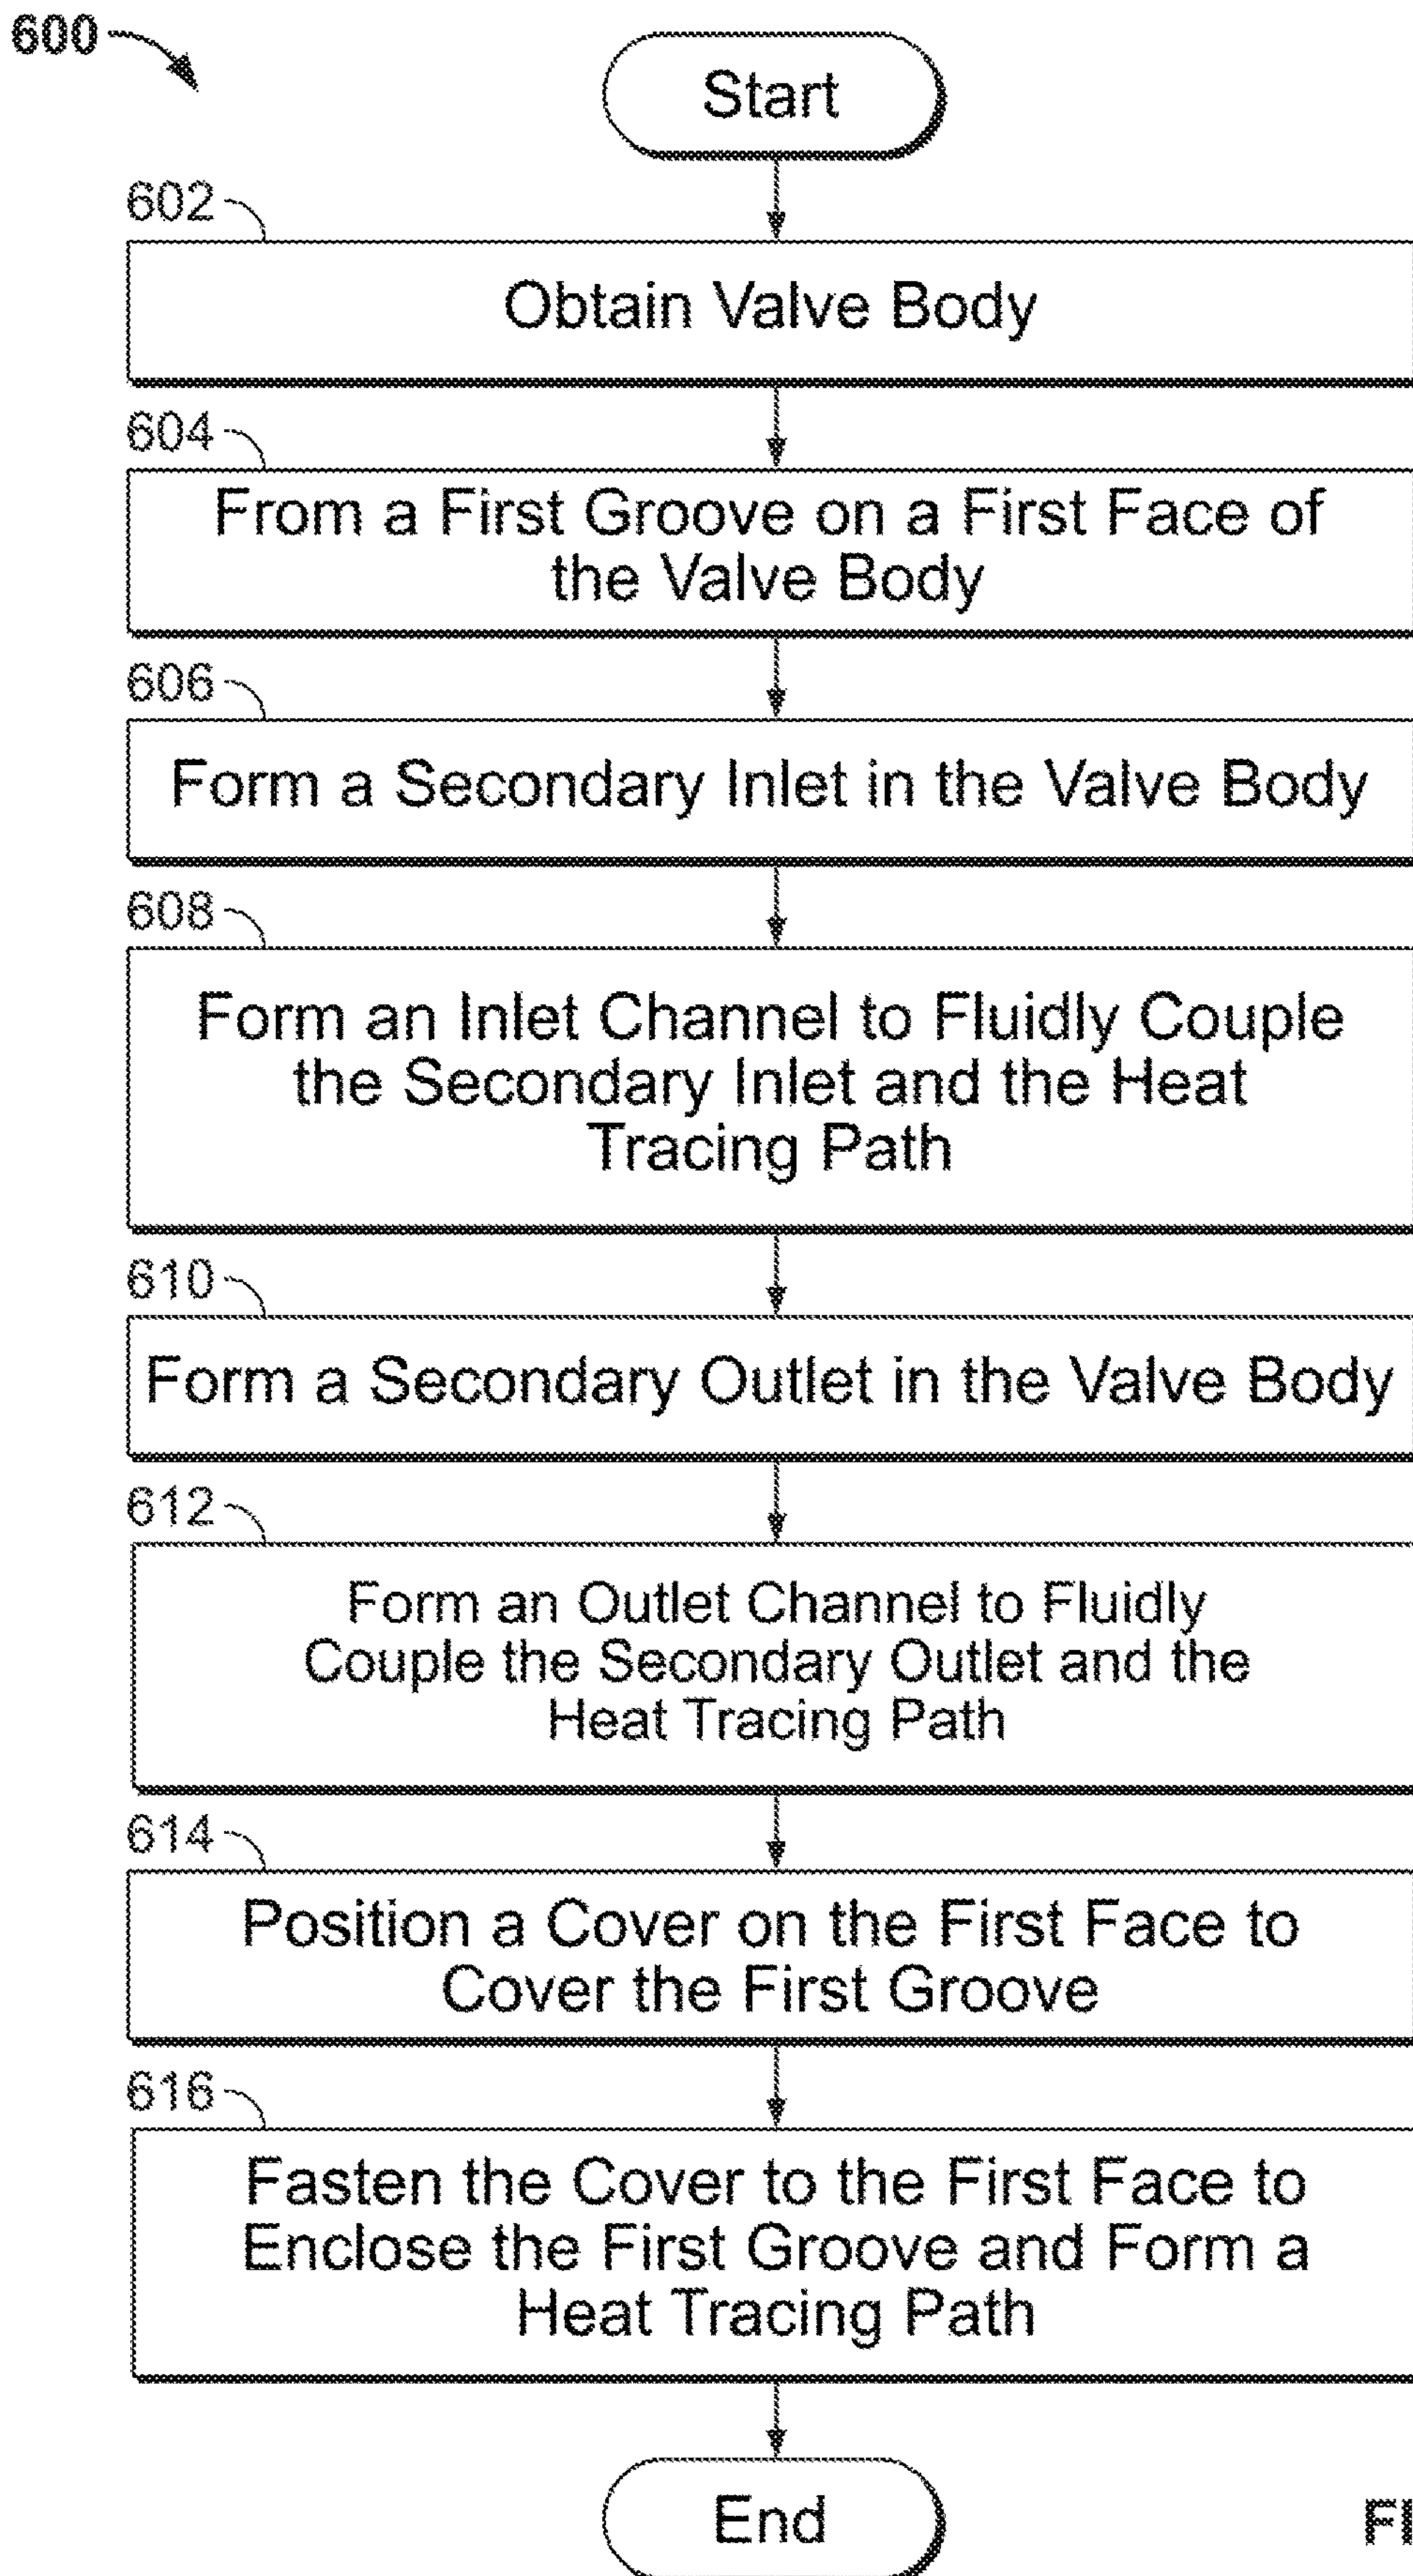 600
Start
602
Obtain Valve Body
604
From a First Groove on a First Face of
the Valve Body
606
Form a Secondary Inlet in the Valve Body
608
Form an Inlet Channel to Fluidly Couple
the Secondary Inlet and the Heat
Tracing Path
610
Form a Secondary Outlet in the Valve Body
612
Form an Outlet Channel to Fluidly
Couple the Secondary Outlet and the
Heat Tracing Path
614
Position a Cover on the First Face to
Cover the First Groove
616
Fasten the Cover to the First Face to
Enclose the First Groove and Form a
Heat Tracing Path
End